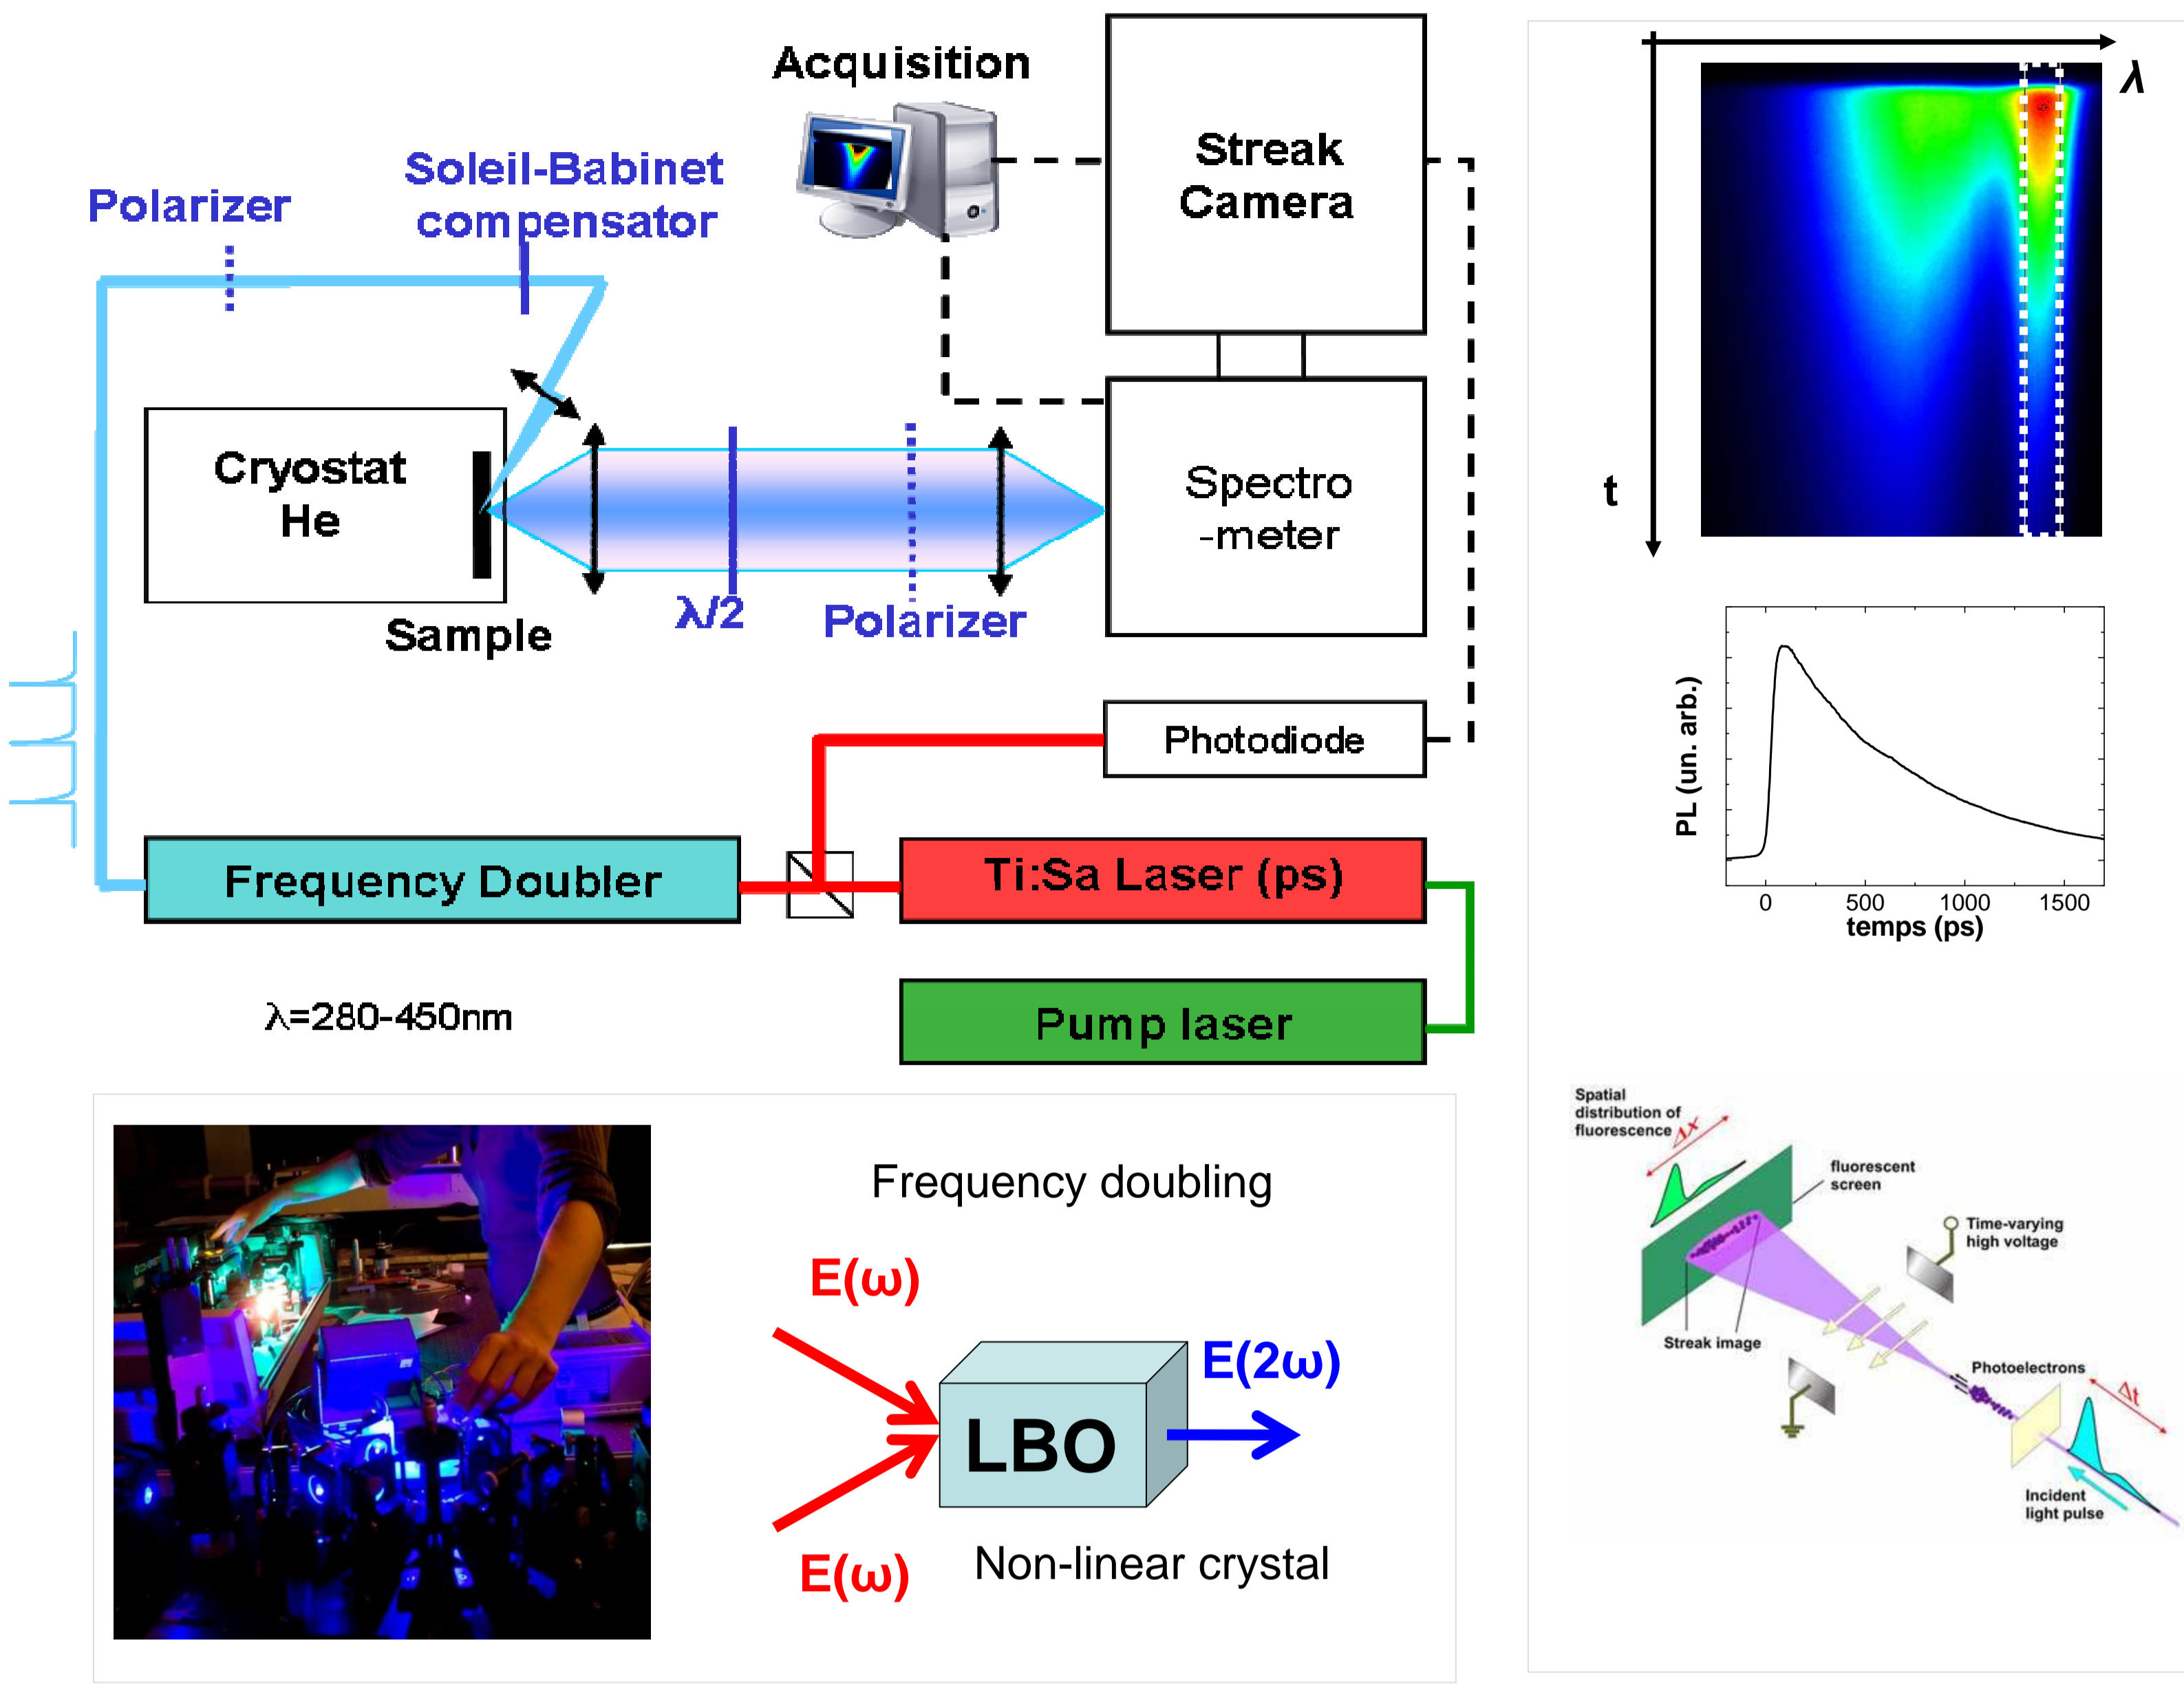 Acquisition
Streak
Camera
Soleil-Babinet
compensator
Polarizer
Cryostat
He
Sample
λ/2
Polarizer
Spectro
-meter
Photodiode
Frequency Doubler
Ti:Sa Laser (ps)
Pump laser
λ=280-450nm
λ
t
PL (un. arb.)
0 500 1000 1500
temps (ps)
Frequency doubling
E(ω)
E(2ω)
LBO
E(ω)
Non-linear crystal
Spatial
distribution of
fluorescence
Δx
fluorescent
screen
Time-varying
high voltage
Streak image
Photoelectrons
Δt
Incident
light pulse